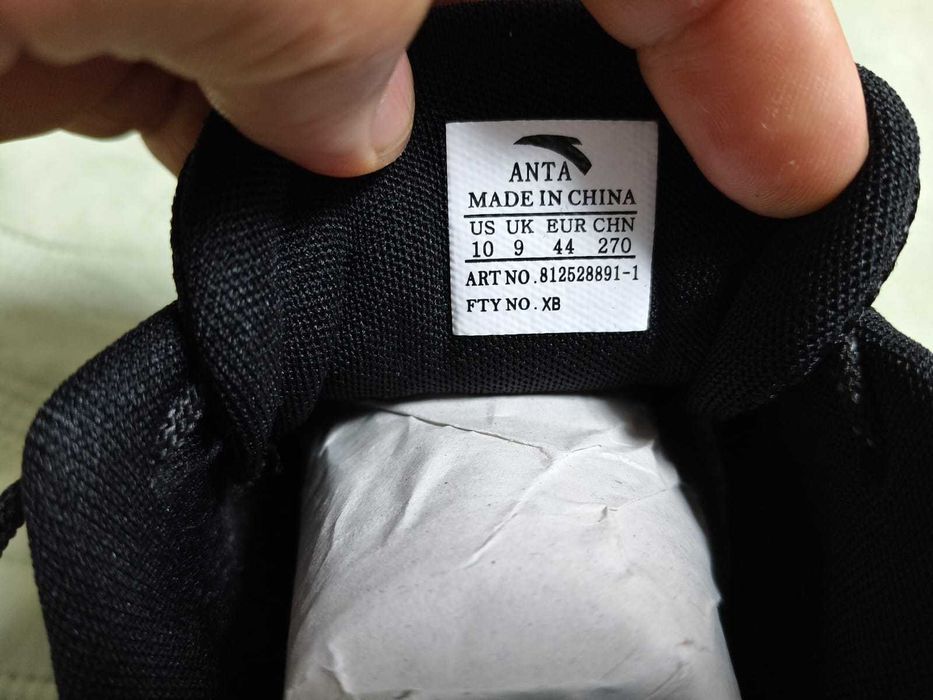 ANTA
MADE IN CHINA
US UK EUR CHN
10 9 44 270
ART NO.812528891-1
FTY NO. XB